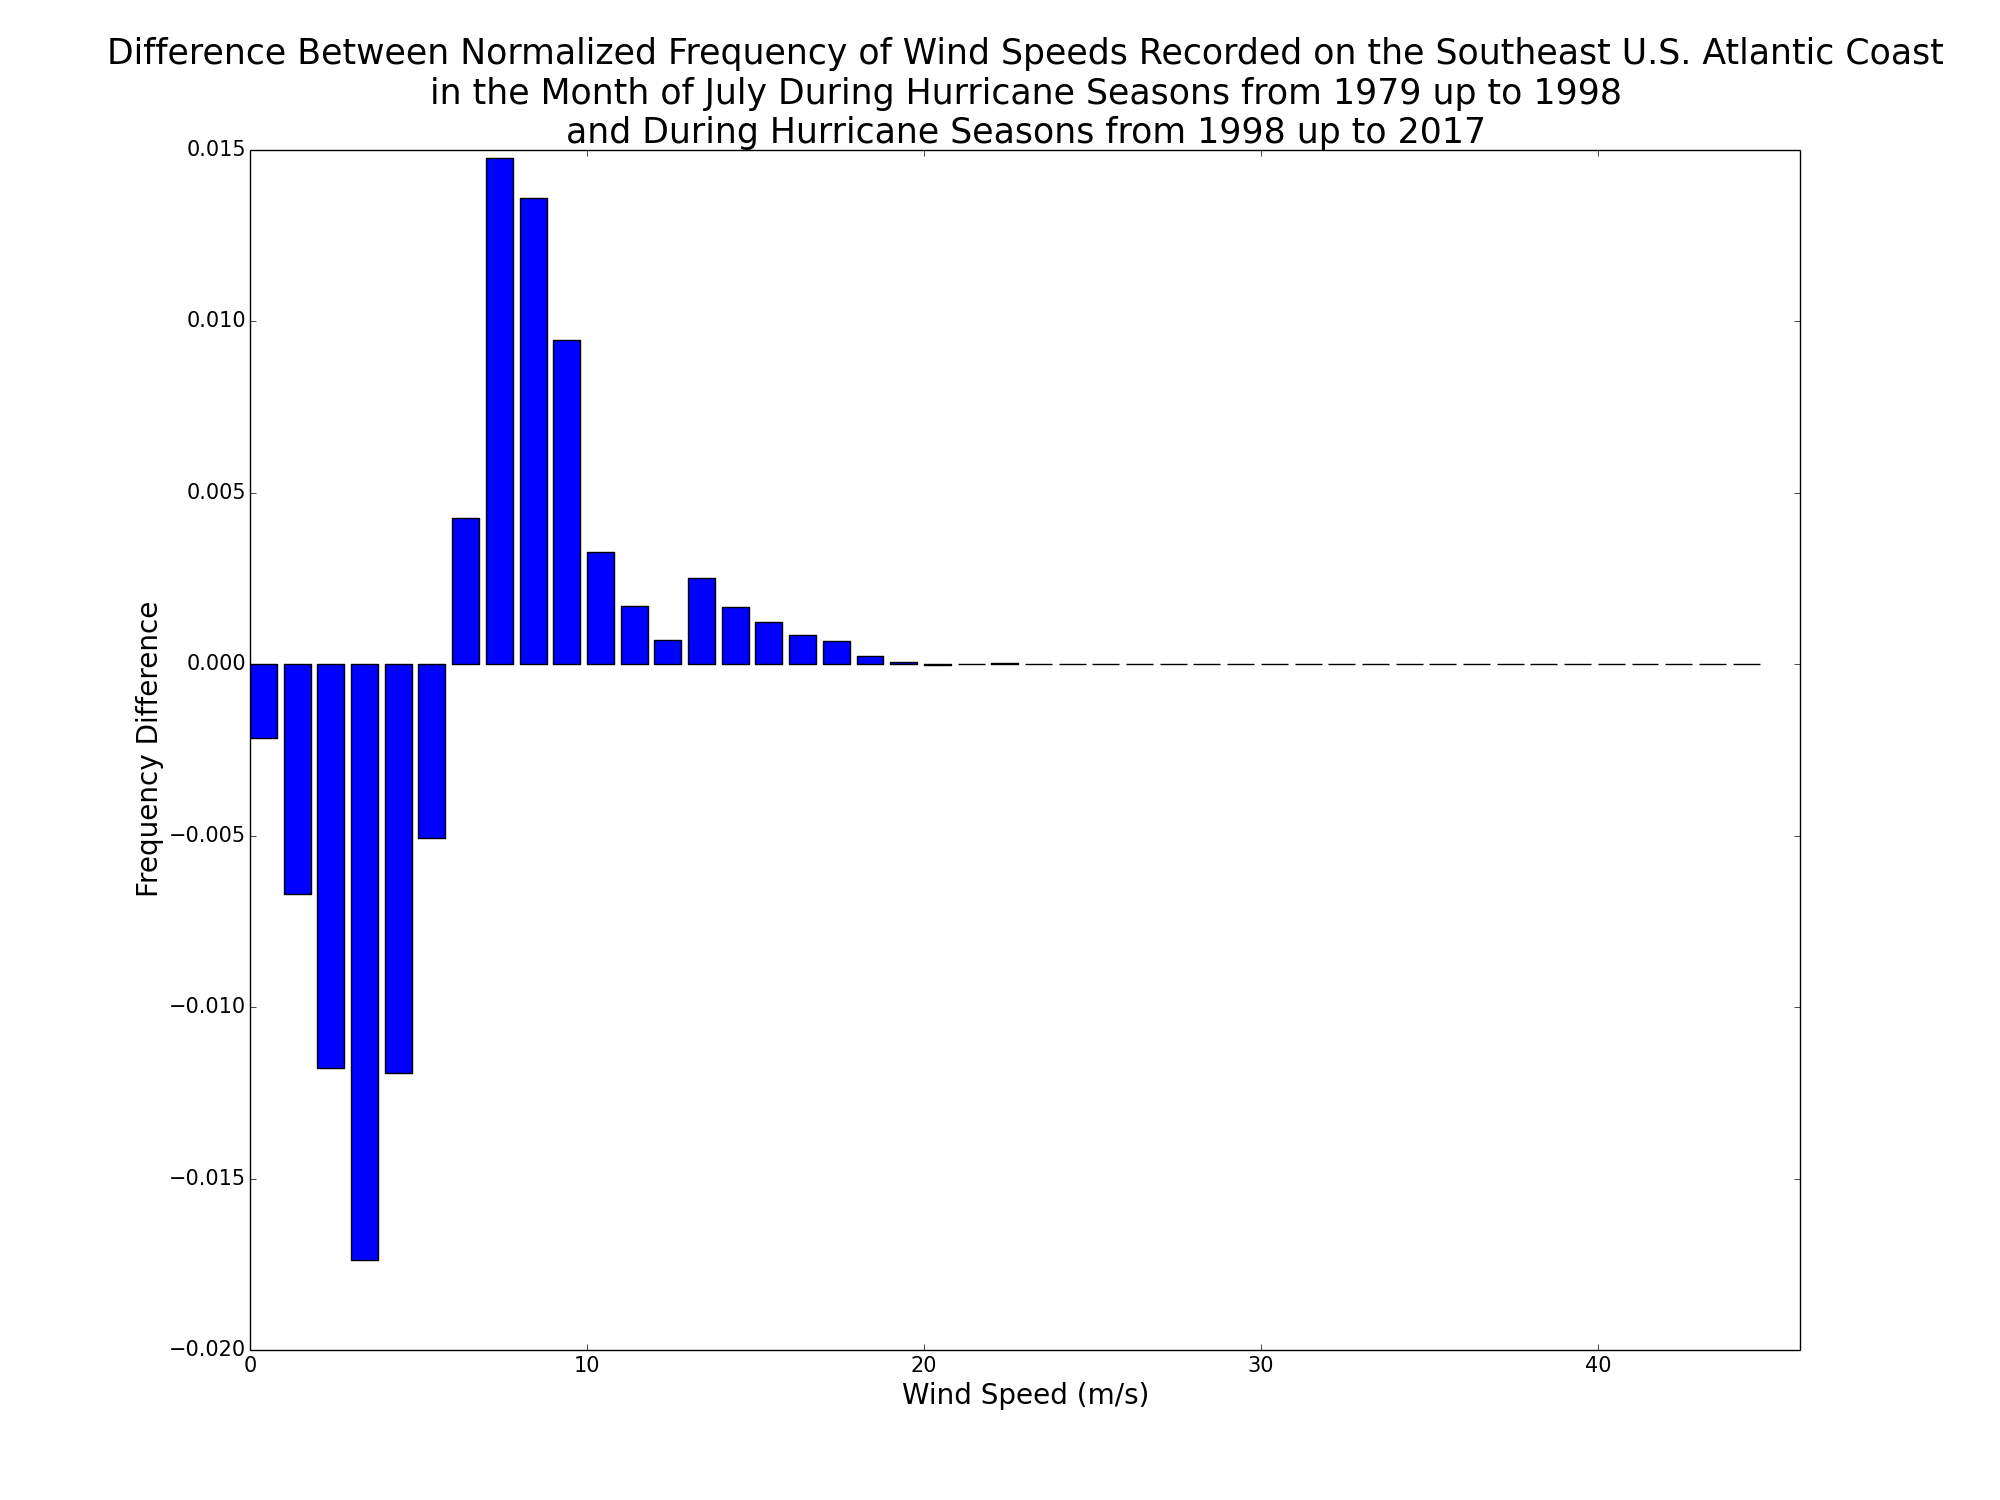 Difference Between Normalized Frequency of Wind Speeds Recorded on the Southeast U.S. Atlantic Coast
in the Month of July During Hurricane Seasons from 1979 up to 1998
and During Hurricane Seasons from 1998 up to 2017
0.015
0.010
0.005
0.000
−0.005
−0.010
−0.015
−0.020
Frequency Difference
0 10 20 30 40
Wind Speed (m/s)